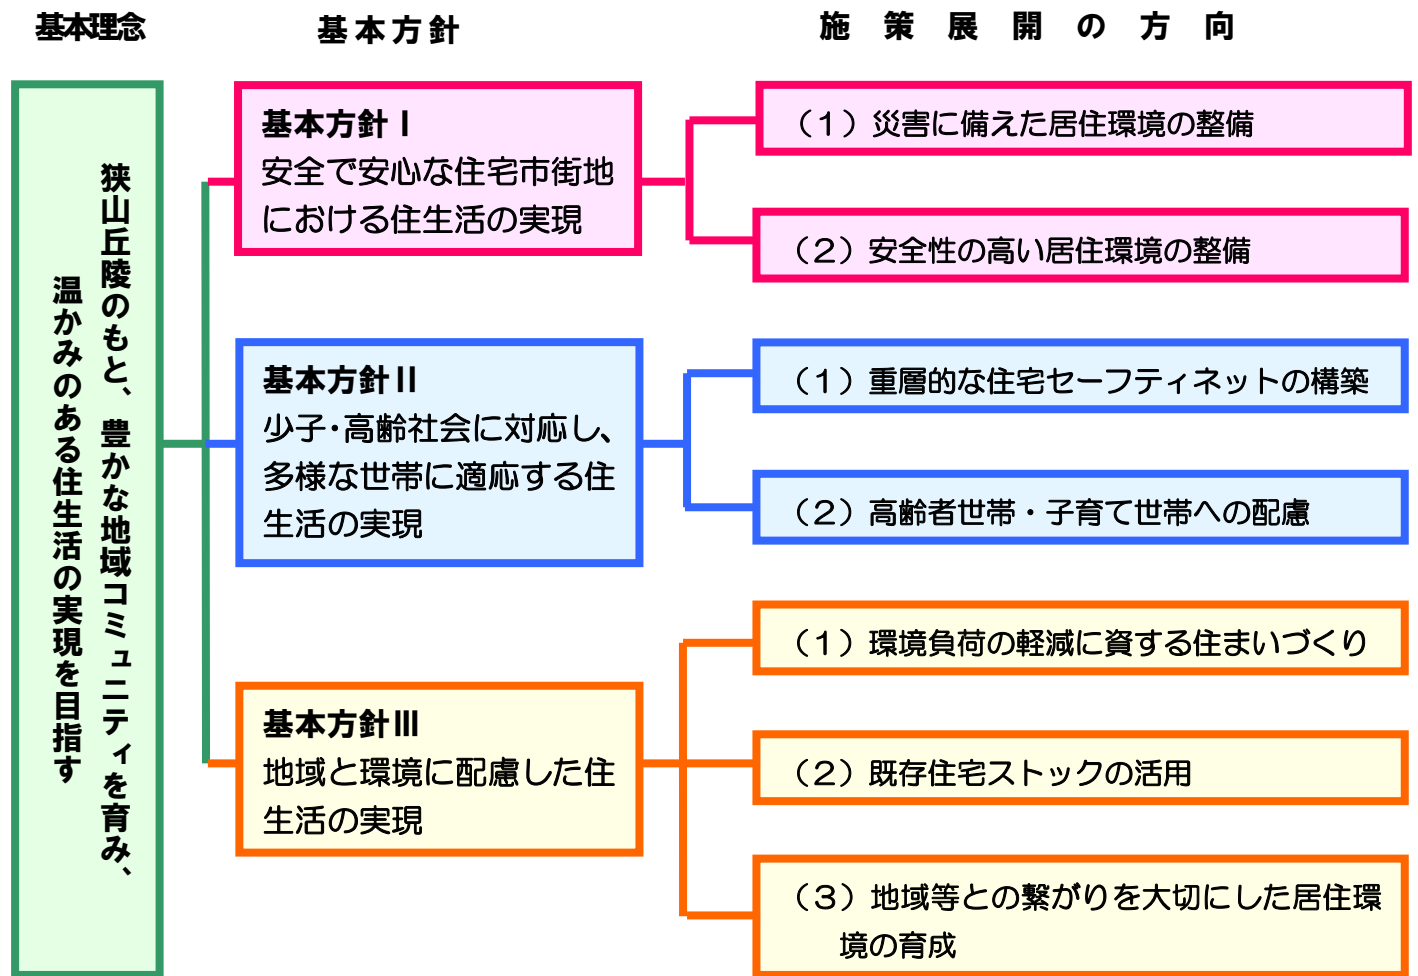 基本理念
基本方針
施策展開の方向
狭山丘陵のもと、豊かな地域コミュニティを育み、
温かみのある住生活の実現を目指す
基本方針Ⅰ
安全で安心な住宅市街地
における住生活の実現
（１）災害に備えた居住環境の整備
（２）安全性の高い居住環境の整備
基本方針Ⅱ
少子・高齢社会に対応し、
多様な世帯に適応する住
生活の実現
（１）重層的な住宅セーフティネットの構築
（２）高齢者世帯・子育て世帯への配慮
基本方針Ⅲ
地域と環境に配慮した住
生活の実現
（１）環境負荷の軽減に資する住まいづくり
（２）既存住宅ストックの活用
（３）地域等との繋がりを大切にした居住環
境の育成